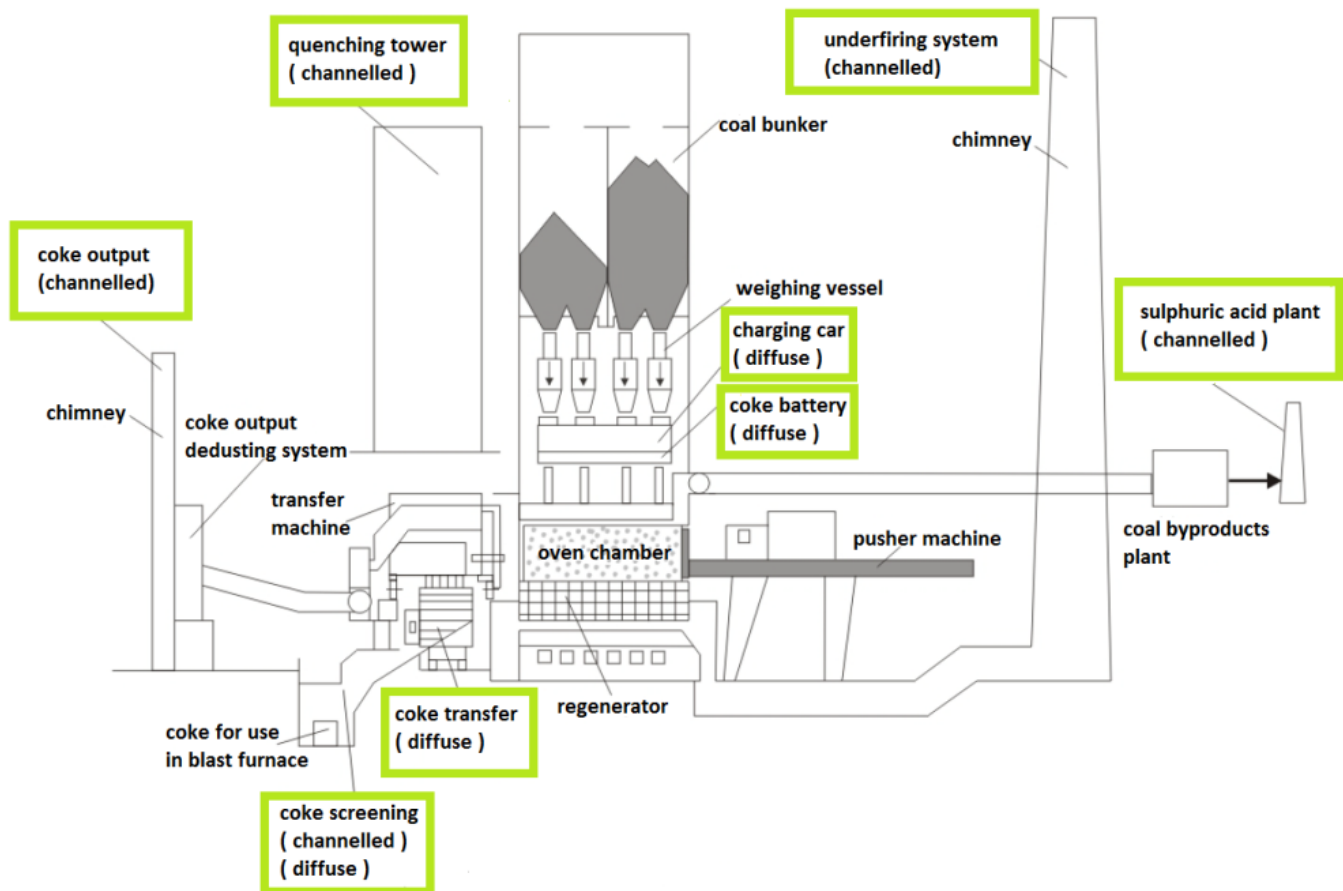 quenching tower
( channelled )
underfiring system
(channelled)
coal bunker
chimney
coke output
(channelled)
weighing vessel
charging car
( diffuse )
sulphuric acid plant
( channelled )
chimney
coke battery
( diffuse )
coke output
dedusting system
transfer
machine
oven chamber
pusher machine
coal byproducts
plant
regenerator
coke transfer
( diffuse )
coke for use
in blast furnace
coke screening
( channelled )
( diffuse )